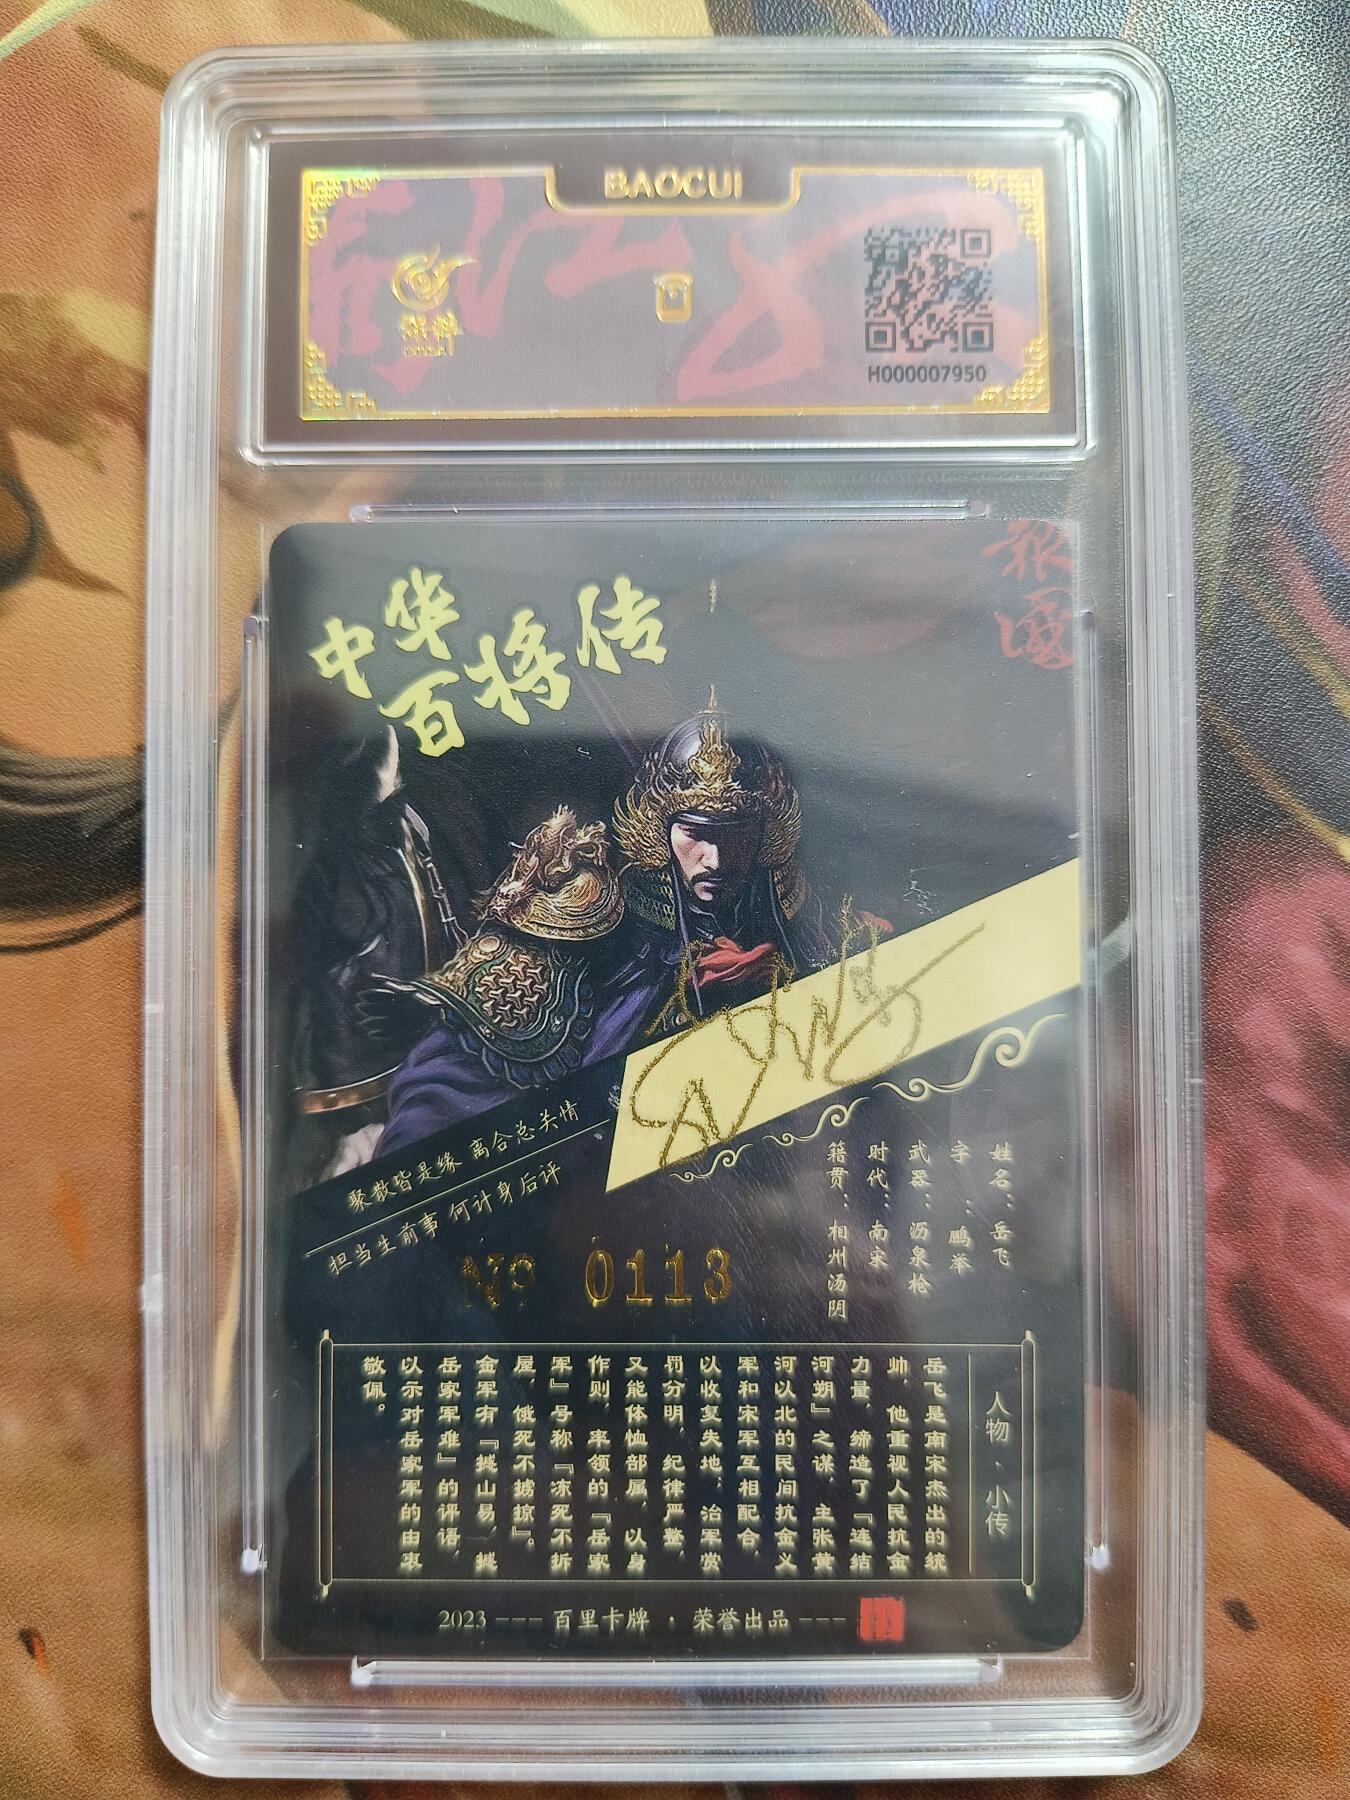 BAOCUI
H000007950
中华
百将传
聚散皆是缘 离合总关情
担当生前事 何计身后评
Nº 0113
姓名：岳飞
字：鹏举
武器：沥泉枪
时代：南宋
籍贯：相州汤阴
人物·小传
岳飞是南宋杰出的统
帅，他重视人民抗金
力量，缔造了『连结
河朔』之谋，主张黄
河以北的民间抗金义
军和宋军互相配合，
以收复失地；治军赏
罚分明，纪律严整，
又能体恤部属，以身
作则，率领的『岳家
军』号称『冻死不拆
屋，饿死不掳掠』。
金军有『撼山易，撼
岳家军难』的评语，
以示对岳家军的由衷
敬佩。
2023 --- 百里卡牌 · 荣誉出品 ---